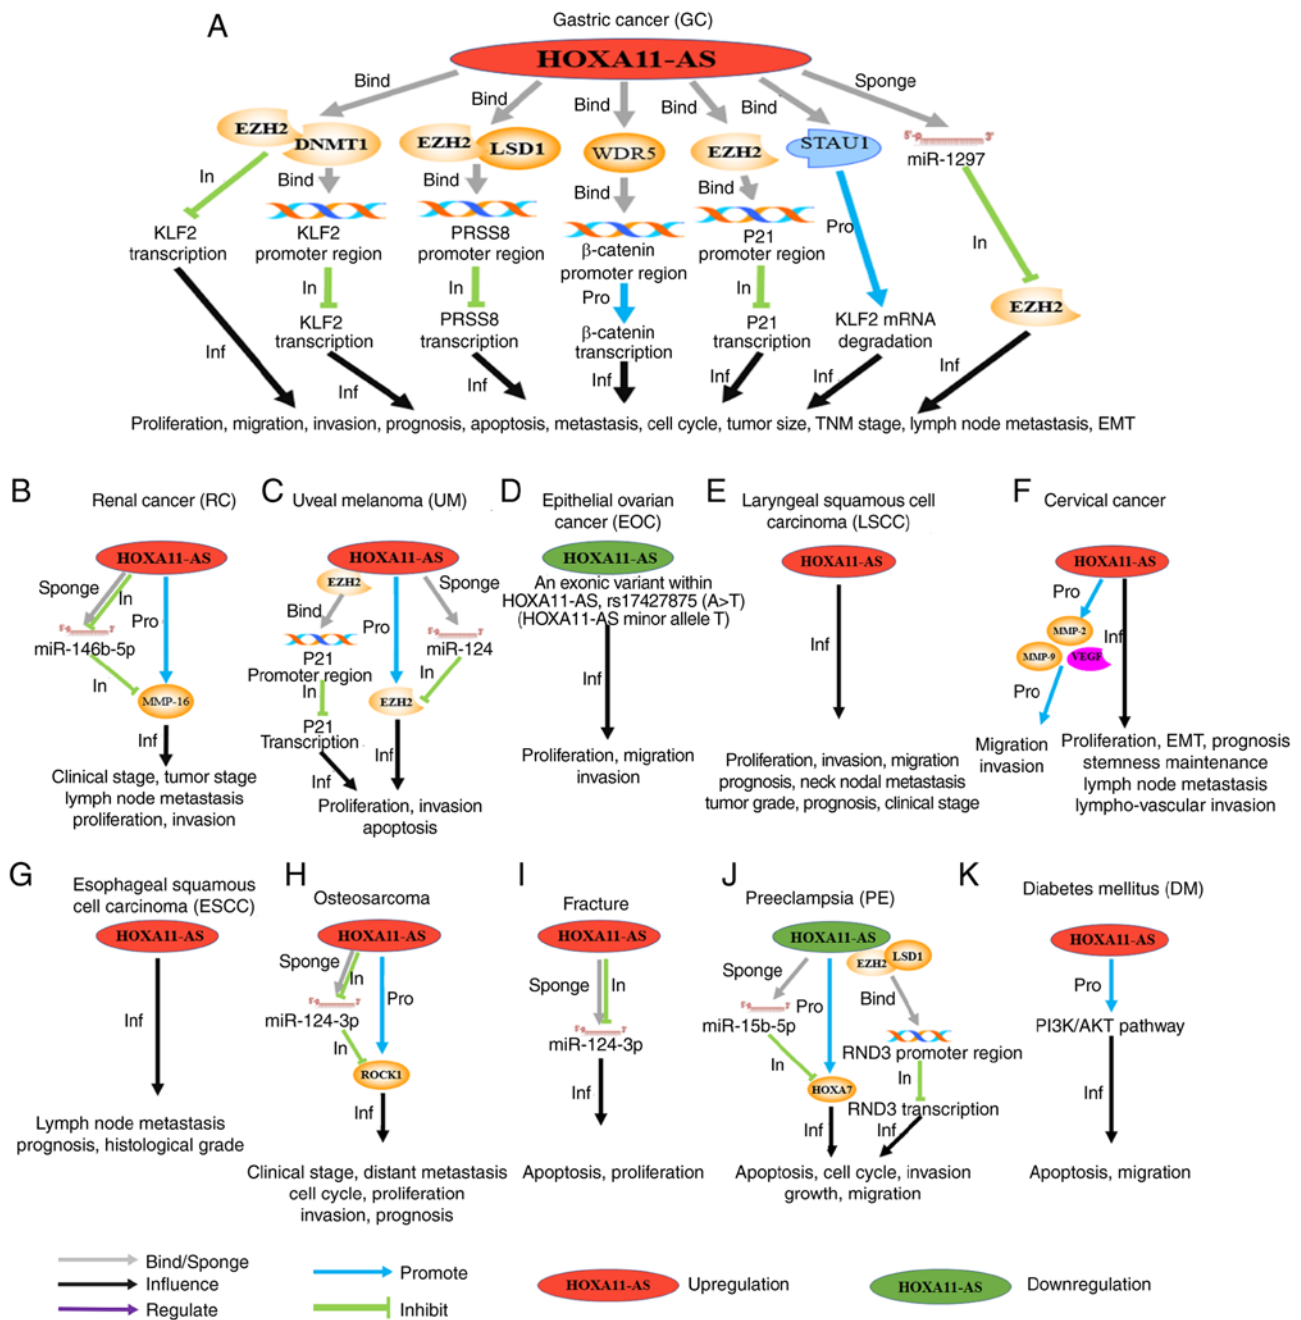 A
Gastric cancer (GC)
HOXA11-AS
Bind
Bind
Bind
Bind
Bind
Sponge
EZH2
DNMT1
EZH2
LSD1
WDR5
EZH2
STAU1
5'
3'
miR-1297
In
Bind
Bind
Bind
Bind
Pro
In
KLF2
transcription
KLF2
promoter region
PRSS8
promoter region
β-catenin
promoter region
P21
promoter region
In
In
Pro
In
EZH2
KLF2
transcription
PRSS8
transcription
β-catenin
transcription
P21
transcription
KLF2 mRNA
degradation
Inf
Inf
Inf
Inf
Inf
Inf
Inf
Proliferation, migration, invasion, prognosis, apoptosis, metastasis, cell cycle, tumor size, TNM stage, lymph node metastasis, EMT
B
Renal cancer (RC)
HOXA11-AS
Sponge
In
Pro
miR-146b-5p
In
MMP-16
Inf
Clinical stage, tumor stage
lymph node metastasis
proliferation, invasion
C
Uveal melanoma (UM)
HOXA11-AS
EZH2
Sponge
Bind
Pro
miR-124
P21
Promoter region
In
In
EZH2
P21
Transcription
Inf
Inf
Proliferation, invasion
apoptosis
D
Epithelial ovarian
cancer (EOC)
HOXA11-AS
An exonic variant within
HOXA11-AS, rs17427875 (A>T)
(HOXA11-AS minor allele T)
Inf
Proliferation, migration
invasion
E
Laryngeal squamous cell
carcinoma (LSCC)
HOXA11-AS
Inf
Proliferation, invasion, migration
prognosis, neck nodal metastasis
tumor grade, prognosis, clinical stage
F
Cervical cancer
HOXA11-AS
Pro
MMP-2
Inf
MMP-9
VEGF
Pro
Migration
invasion
Proliferation, EMT, prognosis
stemness maintenance
lymph node metastasis
lympho-vascular invasion
G
Esophageal squamous
cell carcinoma (ESCC)
HOXA11-AS
Inf
Lymph node metastasis
prognosis, histological grade
H
Osteosarcoma
HOXA11-AS
Sponge
In
Pro
miR-124-3p
In
ROCK1
Inf
Clinical stage, distant metastasis
cell cycle, proliferation
invasion, prognosis
I
Fracture
HOXA11-AS
Sponge
In
miR-124-3p
Inf
Apoptosis, proliferation
J
Preeclampsia (PE)
HOXA11-AS
EZH2
LSD1
Sponge
Pro
Bind
miR-15b-5p
RND3 promoter region
In
In
HOXA7
RND3 transcription
Inf
Inf
Apoptosis, cell cycle, invasion
growth, migration
K
Diabetes mellitus (DM)
HOXA11-AS
Pro
PI3K/AKT pathway
Inf
Apoptosis, migration
Bind/Sponge
Influence
Regulate
Promote
Inhibit
HOXA11-AS
Upregulation
HOXA11-AS
Downregulation